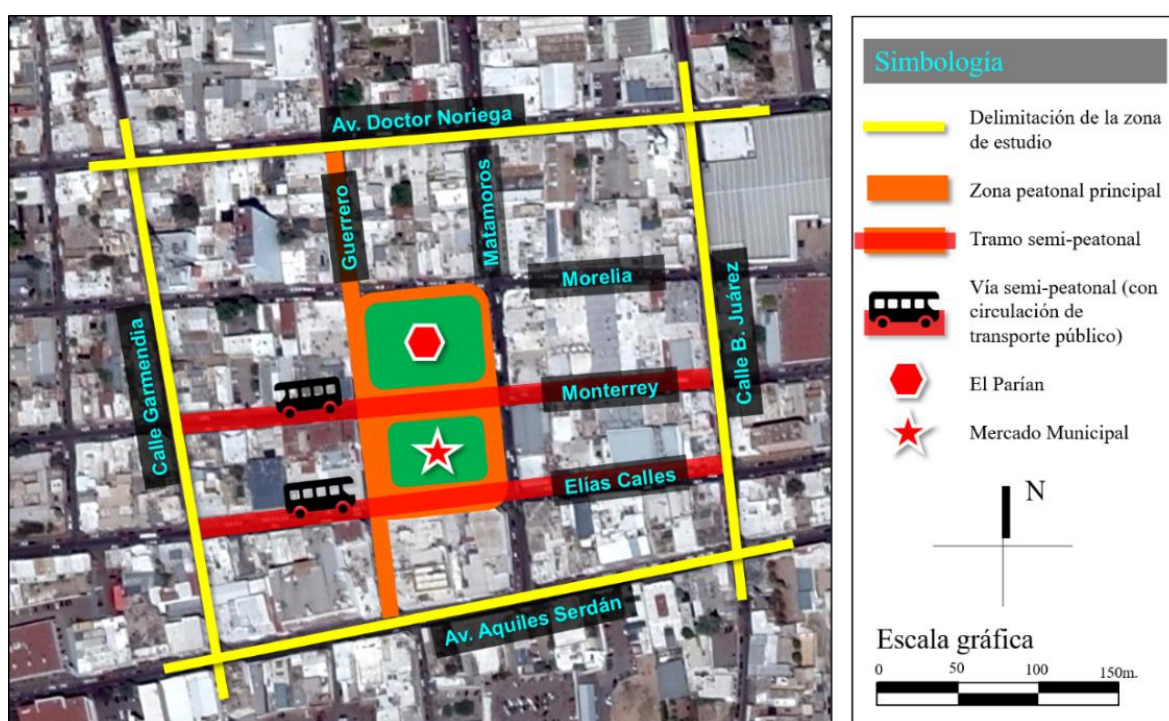 Av. Doctor Noriega
Guerrero
Matamoros
Morelia
Calle B. Juárez
Calle Garmendia
Monterrey
Elías Calles
Av. Aquiles Serdán
Simbología
Delimitación de la zona
de estudio
Zona peatonal principal
Tramo semi-peatonal
Vía semi-peatonal (con
circulación de
transporte público)
El Parían
Mercado Municipal
N
Escala gráfica
0 50 100 150m.